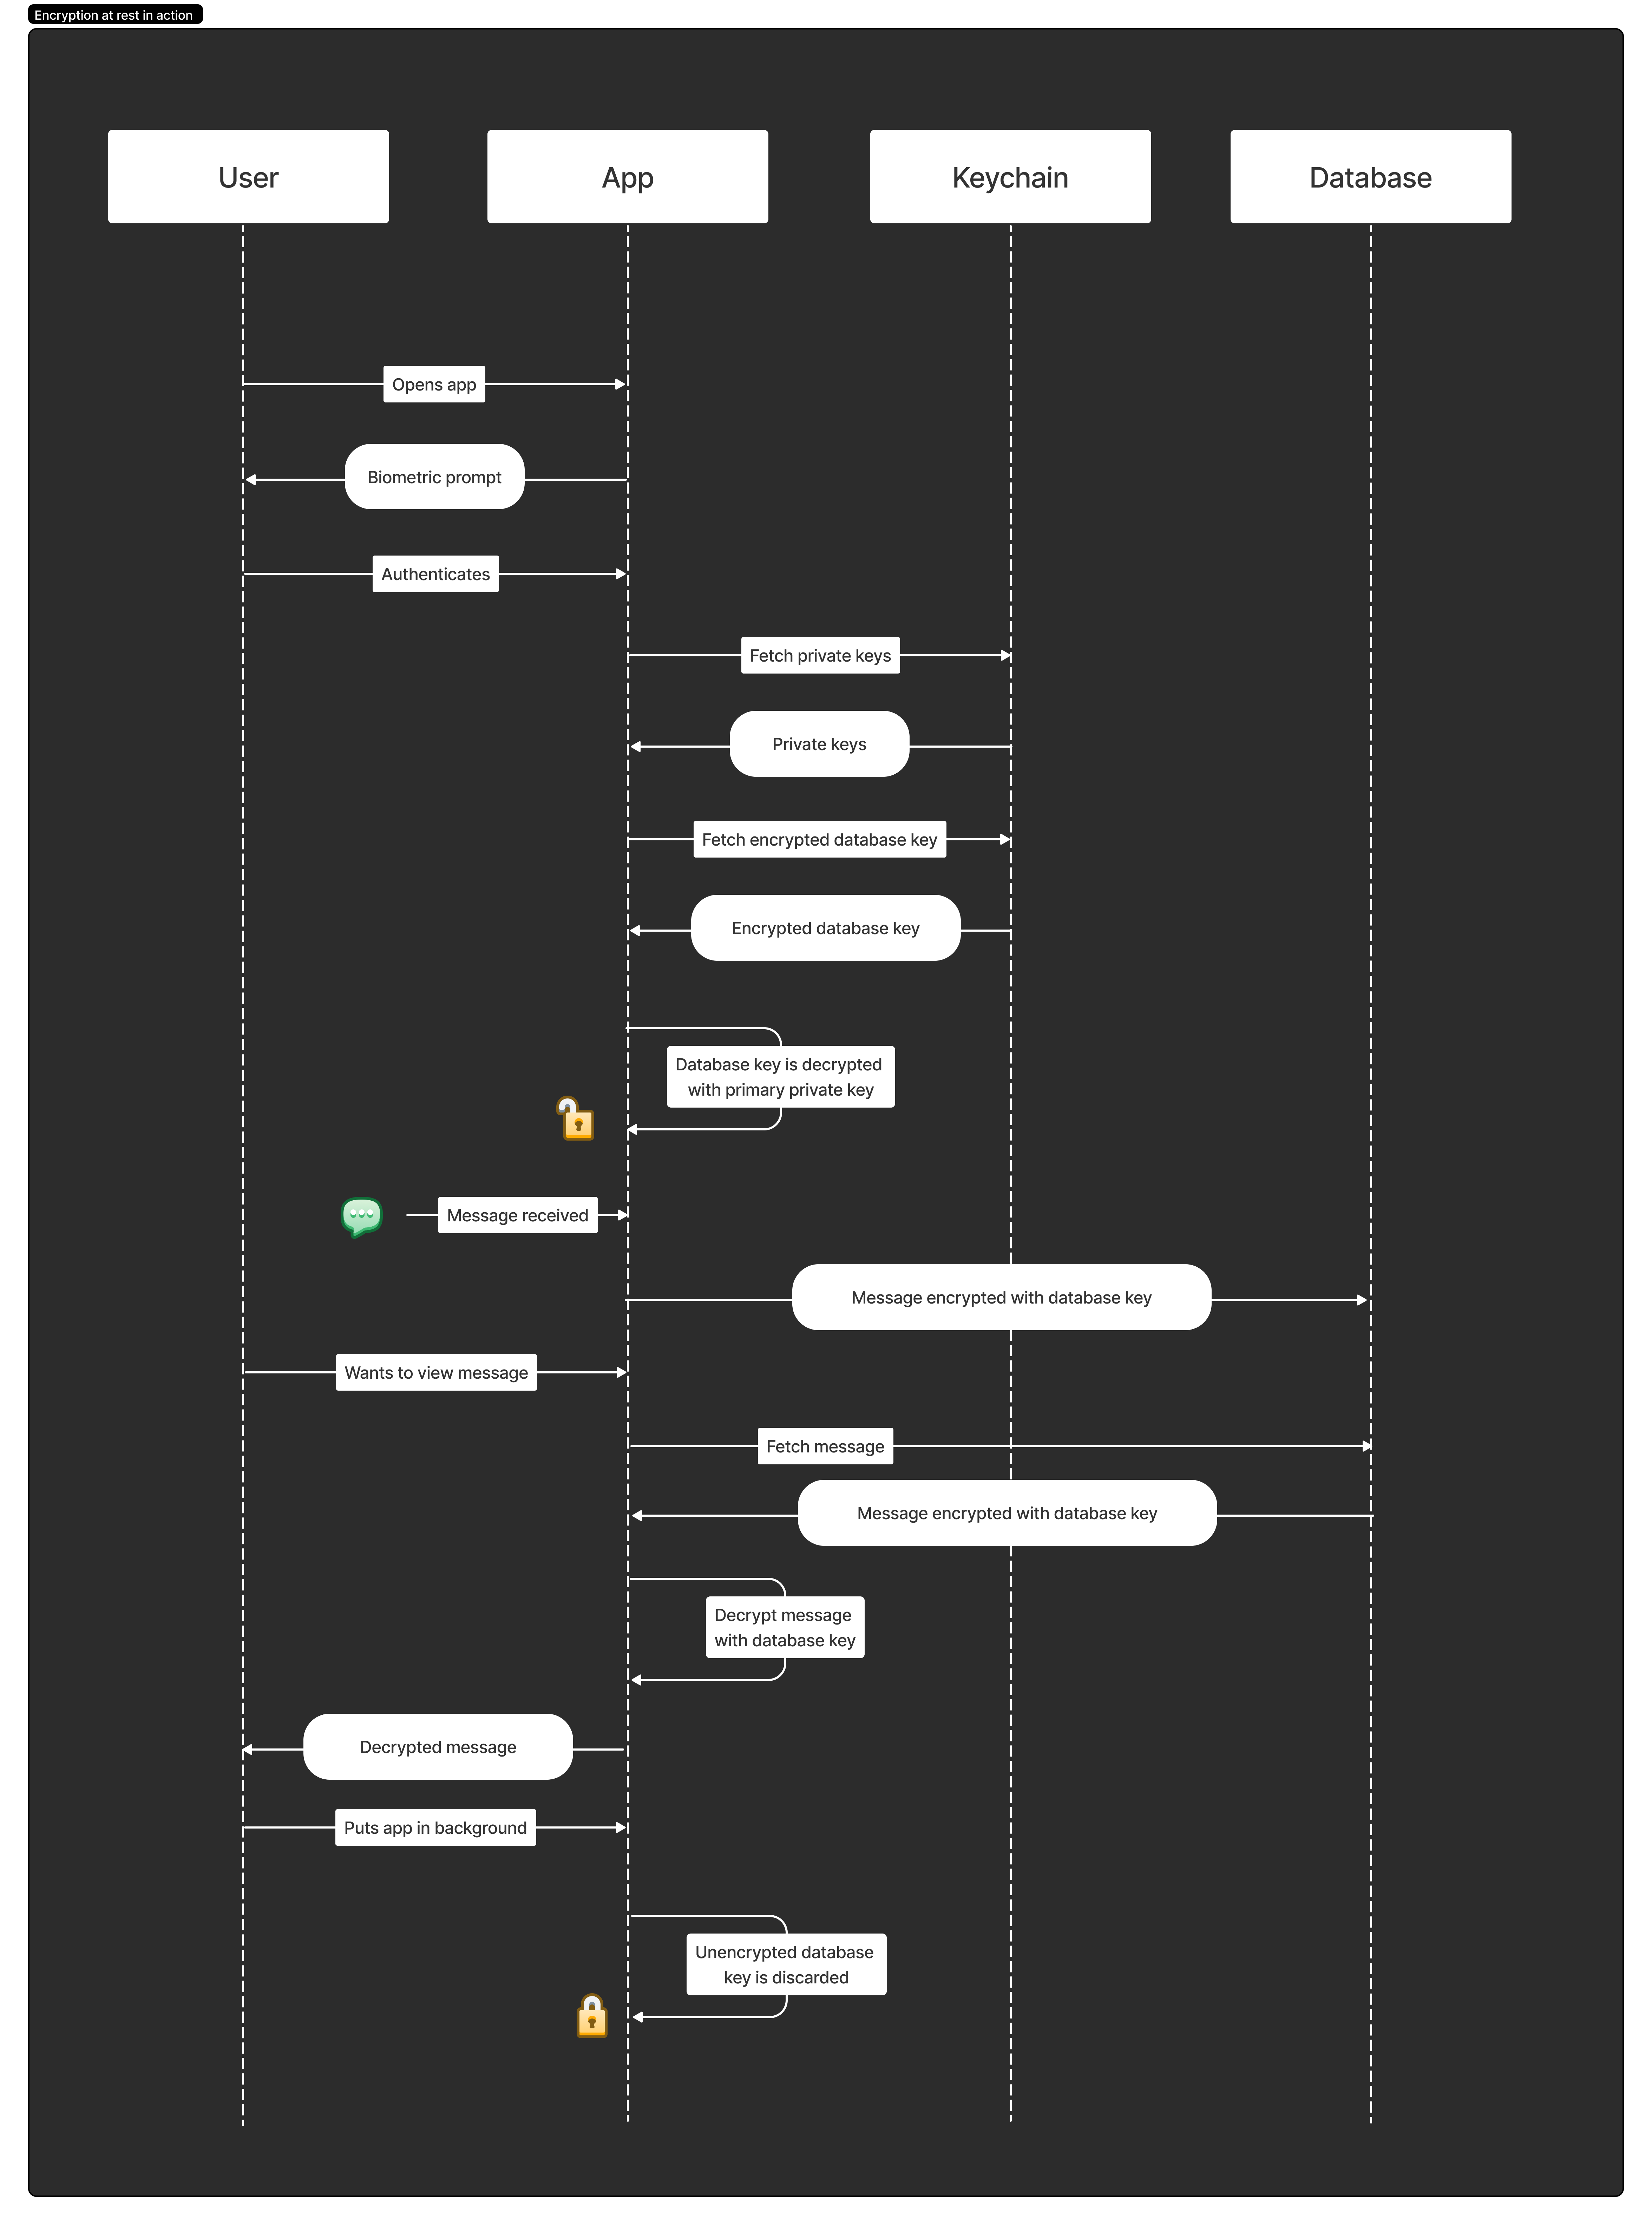 Encryption at rest in action
User
App
Keychain
Database
Opens app
Biometric prompt
Authenticates
Fetch private keys
Private keys
Fetch encrypted database key
Encrypted database key
Database key is decrypted
with primary private key
Message received
Message encrypted with database key
Wants to view message
Fetch message
Message encrypted with database key
Decrypt message
with database key
Decrypted message
Puts app in background
Unencrypted database
key is discarded